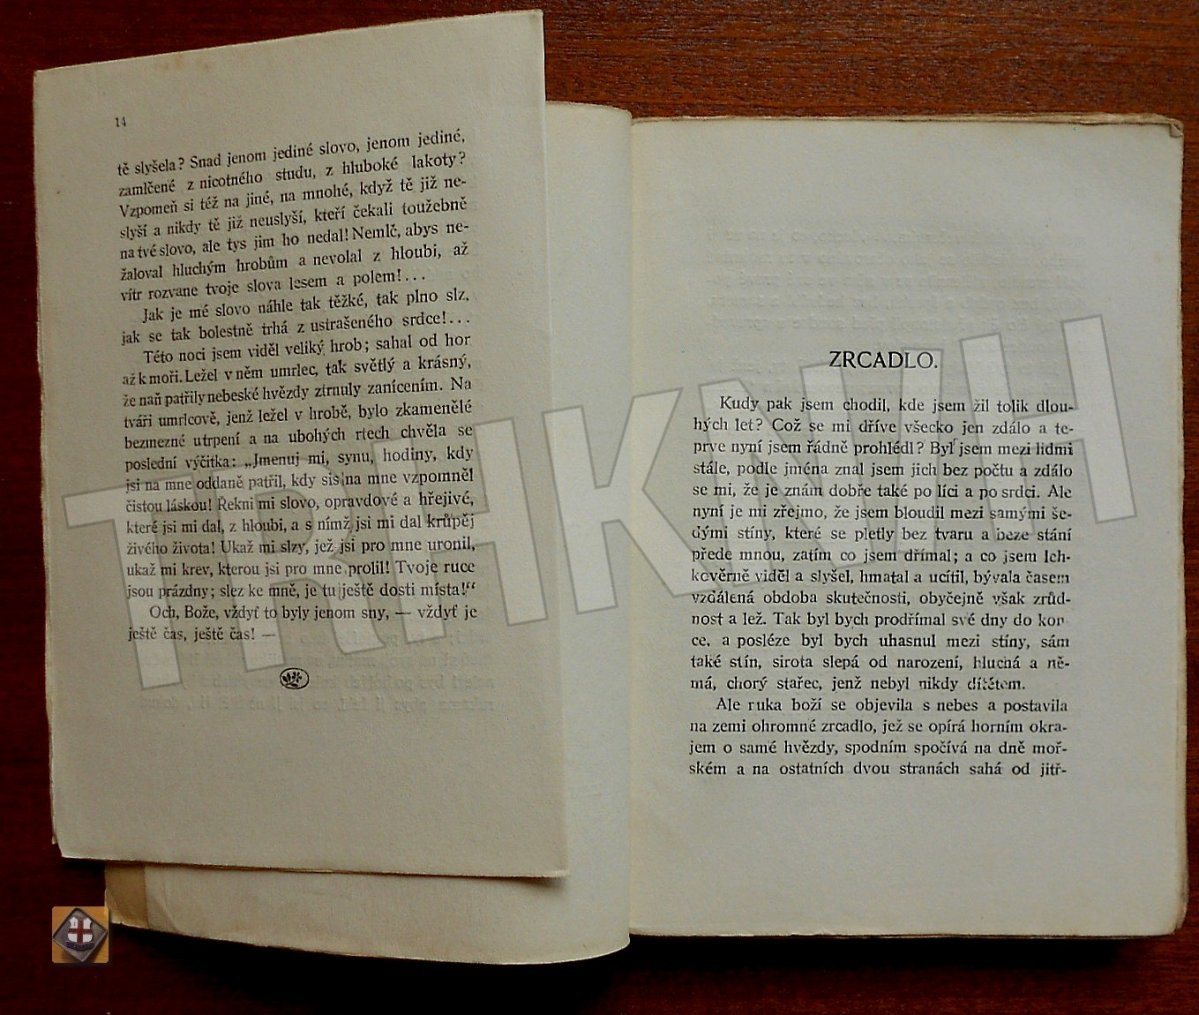 14
tě slyšela? Snad jenom jediné slovo, jenom jediné,
zamlčené z nicotného studu, z hluboké lakoty?
Vzpomeň si též na jiné, na mnohé, když tě již ne-
slyší a nikdy tě již neuslyší, kteří čekali toužebně
na tvé slovo, ale tys jim ho nedal! Nemlč, abys ne-
žaloval hluchým hrobům a nevolal z hloubi, až
vítr rozvane tvoje slova lesem a polem!...
Jak je mé slovo náhle tak těžké, tak plno slz,
jak se tak bolestně trhá z ustrašeného srdce!...
Této noci jsem viděl veliký hrob; sahal od hor
až k moři. Ležel v něm umrlec, tak světlý a krásný,
že naň patřily nebeské hvězdy ztrnuly zanícením. Na
tváři umrlcově, jenž ležel v hrobě, bylo zkamenělé
bezmezné utrpení a na ubohých rtech chvěla se
poslední výčitka: „Jmenuj mi, synu, hodiny, kdy
jsi na mne oddaně patřil, kdy sis na mne vzpomněl
čistou láskou! Řekni mi slovo, opravdové a hřejivé,
které jsi mi dal, z hloubi, a s nímž jsi mi dal krůpěj
živého života! Ukaž mi slzy, jež jsi pro mne uronil,
ukaž mi krev, kterou jsi pro mne prolil! Tvoje ruce
jsou prázdny; slez ke mně, je tu ještě dosti místa!“
Och, Bože, vždyť to byly jenom sny, — vždyť je
ještě čas, ještě čas! —
ZRCADLO.
Kudy pak jsem chodil, kde jsem žil tolik dlou-
hých let? Což se mi dříve všecko jen zdálo a te-
prve nyní jsem řádně prohlédl? Byl jsem mezi lidmi
stále, podle jména znal jsem jich bez počtu a zdálo
se mi, že je znám dobře také po líci a po srdci. Ale
nyní je mi zřejmo, že jsem bloudil mezi samými še-
dými stíny, které se pletly bez tvaru a beze stání
přede mnou, zatím co jsem dřímal; a co jsem leh-
kověrně viděl a slyšel, hmatal a ucítil, bývala časem
vzdálená obdoba skutečnosti, obyčejně však zrůd-
nost a lež. Tak byl bych prodřímal své dny do kon-
ce, a posléze byl bych uhasnul mezi stíny, sám
také stín, sirota slepá od narození, hluchá a ně-
má, chorý stařec, jenž nebyl nikdy dítětem.
Ale ruka boží se objevila s nebes a postavila
na zemi ohromné zrcadlo, jež se opírá horním okra-
jem o samé hvězdy, spodním spočívá na dně moř-
ském a na ostatních dvou stranách sahá od jitř-
TRHKNIH